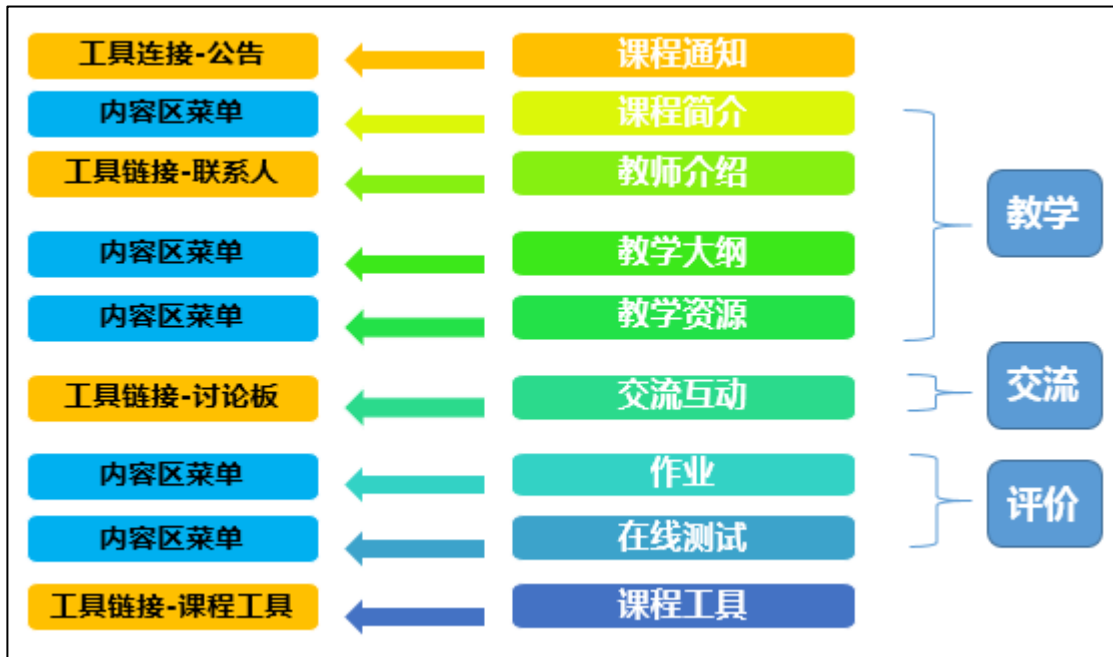 工具连接-公告
课程通知
内容区菜单
课程简介
工具链接-联系人
教师介绍
教学
内容区菜单
教学大纲
内容区菜单
教学资源
工具链接-讨论板
交流互动
交流
内容区菜单
作业
评价
内容区菜单
在线测试
工具链接-课程工具
课程工具